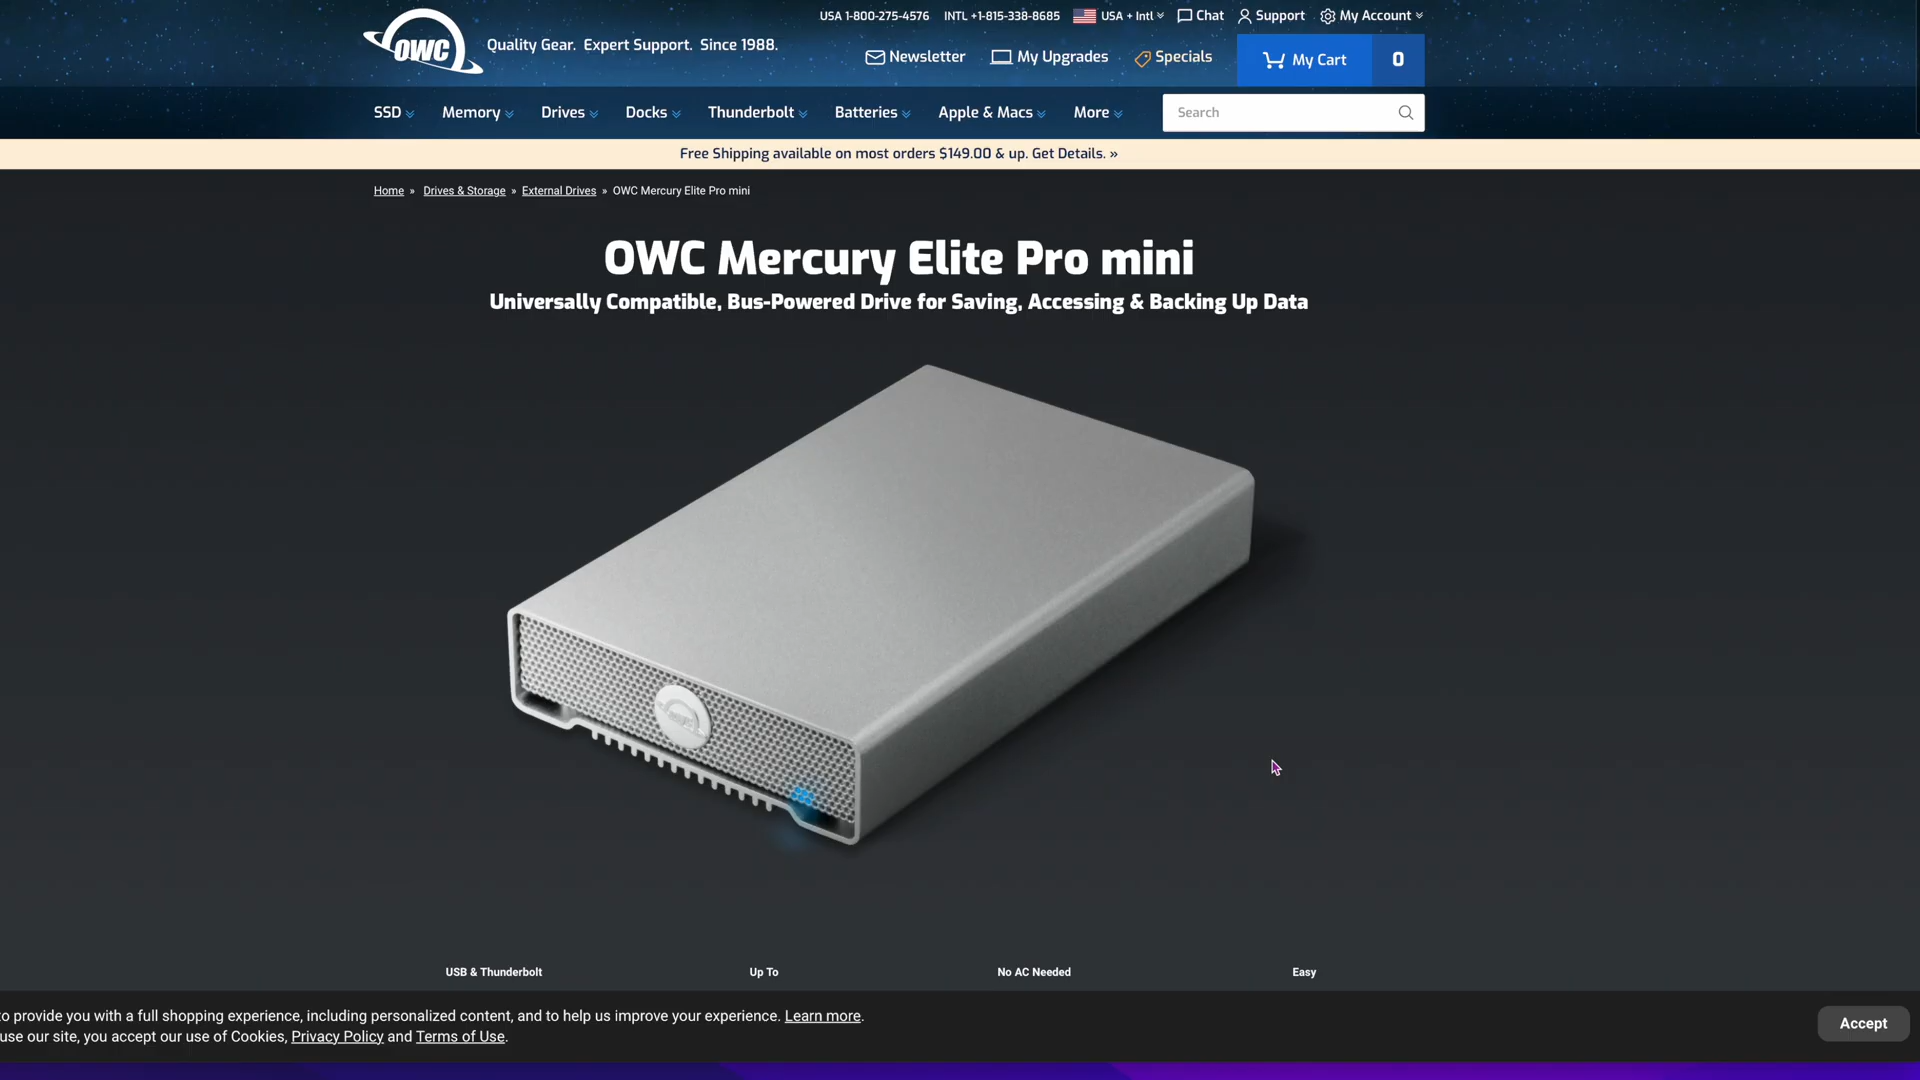 USA 1-800-275-4576 INTL +1-815-338-8685 USA + Intl Chat Support My Account
OWC
Quality Gear. Expert Support. Since 1988.
Newsletter My Upgrades Specials My Cart 0
SSD Memory Drives Docks Thunderbolt Batteries Apple & Macs More Search
Free Shipping available on most orders $149.00 & up. Get Details. »
Home » Drives & Storage » External Drives » OWC Mercury Elite Pro mini
OWC Mercury Elite Pro mini
Universally Compatible, Bus-Powered Drive for Saving, Accessing & Backing Up Data
OWC
USB & Thunderbolt Up To No AC Needed Easy
to provide you with a full shopping experience, including personalized content, and to help us improve your experience. Learn more.
use our site, you accept our use of Cookies, Privacy Policy and Terms of Use.
Accept